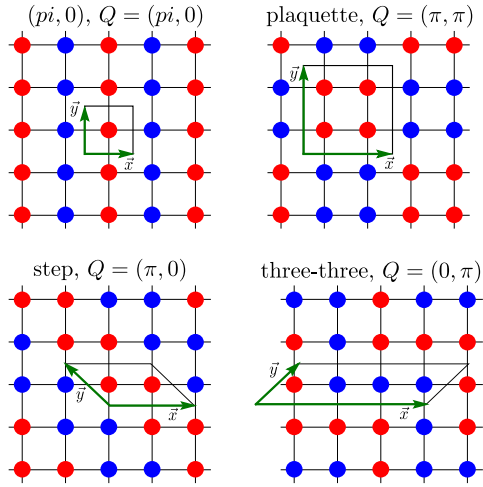 (pi, 0), Q = (pi, 0)
plaquette, Q = (π, π)
y⃗
x⃗
y⃗
x⃗
step, Q = (π, 0)
three-three, Q = (0, π)
y⃗
x⃗
y⃗
x⃗